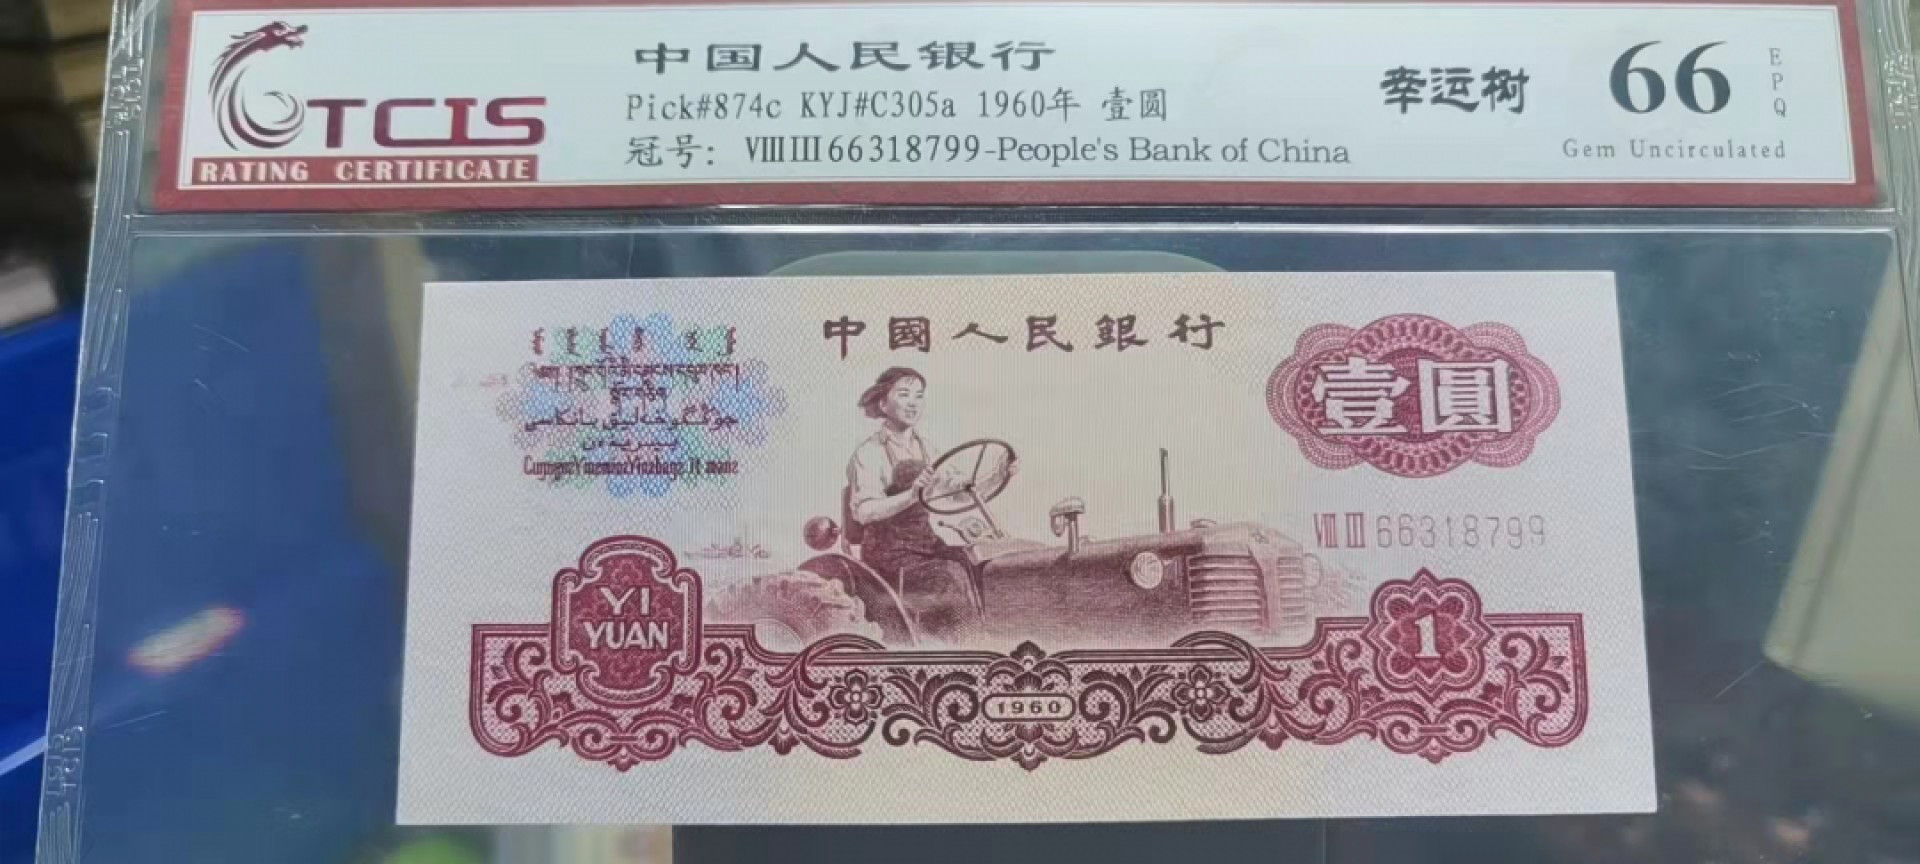 TCIS
RATING CERTIFICATE
中国人民银行
Pick#874c KYJ#C305a 1960年 壹圆
冠号: ⅧⅢ66318799-People's Bank of China
幸运树
66
EPQ
Gem Uncirculated
中國人民銀行
壹圓
ⅧⅢ66318799
YI
YUAN
1960
1